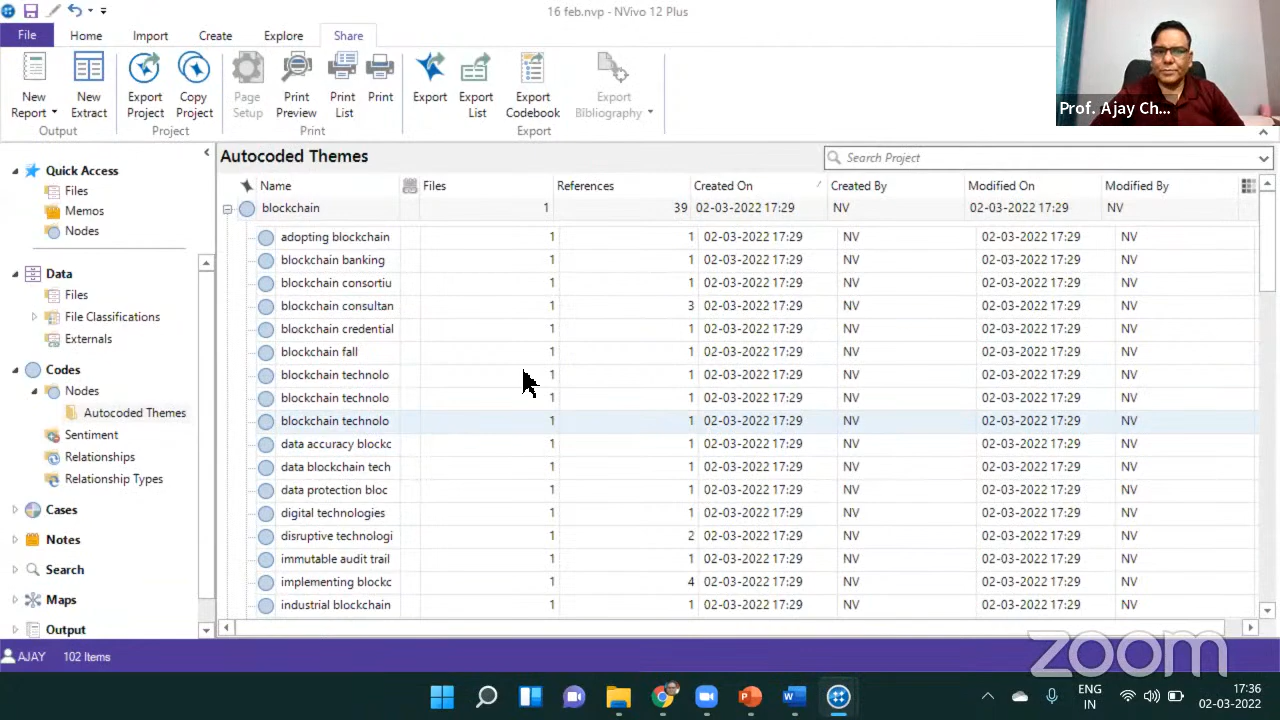 16 feb.nvp - NVivo 12 Plus
File Home Import Create Explore Share
New Report New Extract Export Project Copy Project Page Setup Print Preview Print List Print Export Export List Export Codebook Export Bibliography
Output Project Print Export
Prof. Ajay Ch...
Quick Access
Files
Memos
Nodes
Data
Files
File Classifications
Externals
Codes
Nodes
Autocoded Themes
Sentiment
Relationships
Relationship Types
Cases
Notes
Search
Maps
Output
Autocoded Themes
Search Project
Name Files References Created On Created By Modified On Modified By
blockchain 1 39 02-03-2022 17:29 NV 02-03-2022 17:29 NV
adopting blockchain 1 1 02-03-2022 17:29 NV 02-03-2022 17:29 NV
blockchain banking 1 1 02-03-2022 17:29 NV 02-03-2022 17:29 NV
blockchain consortiu 1 1 02-03-2022 17:29 NV 02-03-2022 17:29 NV
blockchain consultan 1 3 02-03-2022 17:29 NV 02-03-2022 17:29 NV
blockchain credential 1 1 02-03-2022 17:29 NV 02-03-2022 17:29 NV
blockchain fall 1 1 02-03-2022 17:29 NV 02-03-2022 17:29 NV
blockchain technolo 1 1 02-03-2022 17:29 NV 02-03-2022 17:29 NV
blockchain technolo 1 1 02-03-2022 17:29 NV 02-03-2022 17:29 NV
blockchain technolo 1 1 02-03-2022 17:29 NV 02-03-2022 17:29 NV
data accuracy blockc 1 1 02-03-2022 17:29 NV 02-03-2022 17:29 NV
data blockchain tech 1 1 02-03-2022 17:29 NV 02-03-2022 17:29 NV
data protection bloc 1 1 02-03-2022 17:29 NV 02-03-2022 17:29 NV
digital technologies 1 1 02-03-2022 17:29 NV 02-03-2022 17:29 NV
disruptive technologi 1 2 02-03-2022 17:29 NV 02-03-2022 17:29 NV
immutable audit trail 1 1 02-03-2022 17:29 NV 02-03-2022 17:29 NV
implementing blockc 1 4 02-03-2022 17:29 NV 02-03-2022 17:29 NV
industrial blockchain 1 1 02-03-2022 17:29 NV 02-03-2022 17:29 NV
AJAY 102 Items
zoom
ENG 17:36
IN 02-03-2022